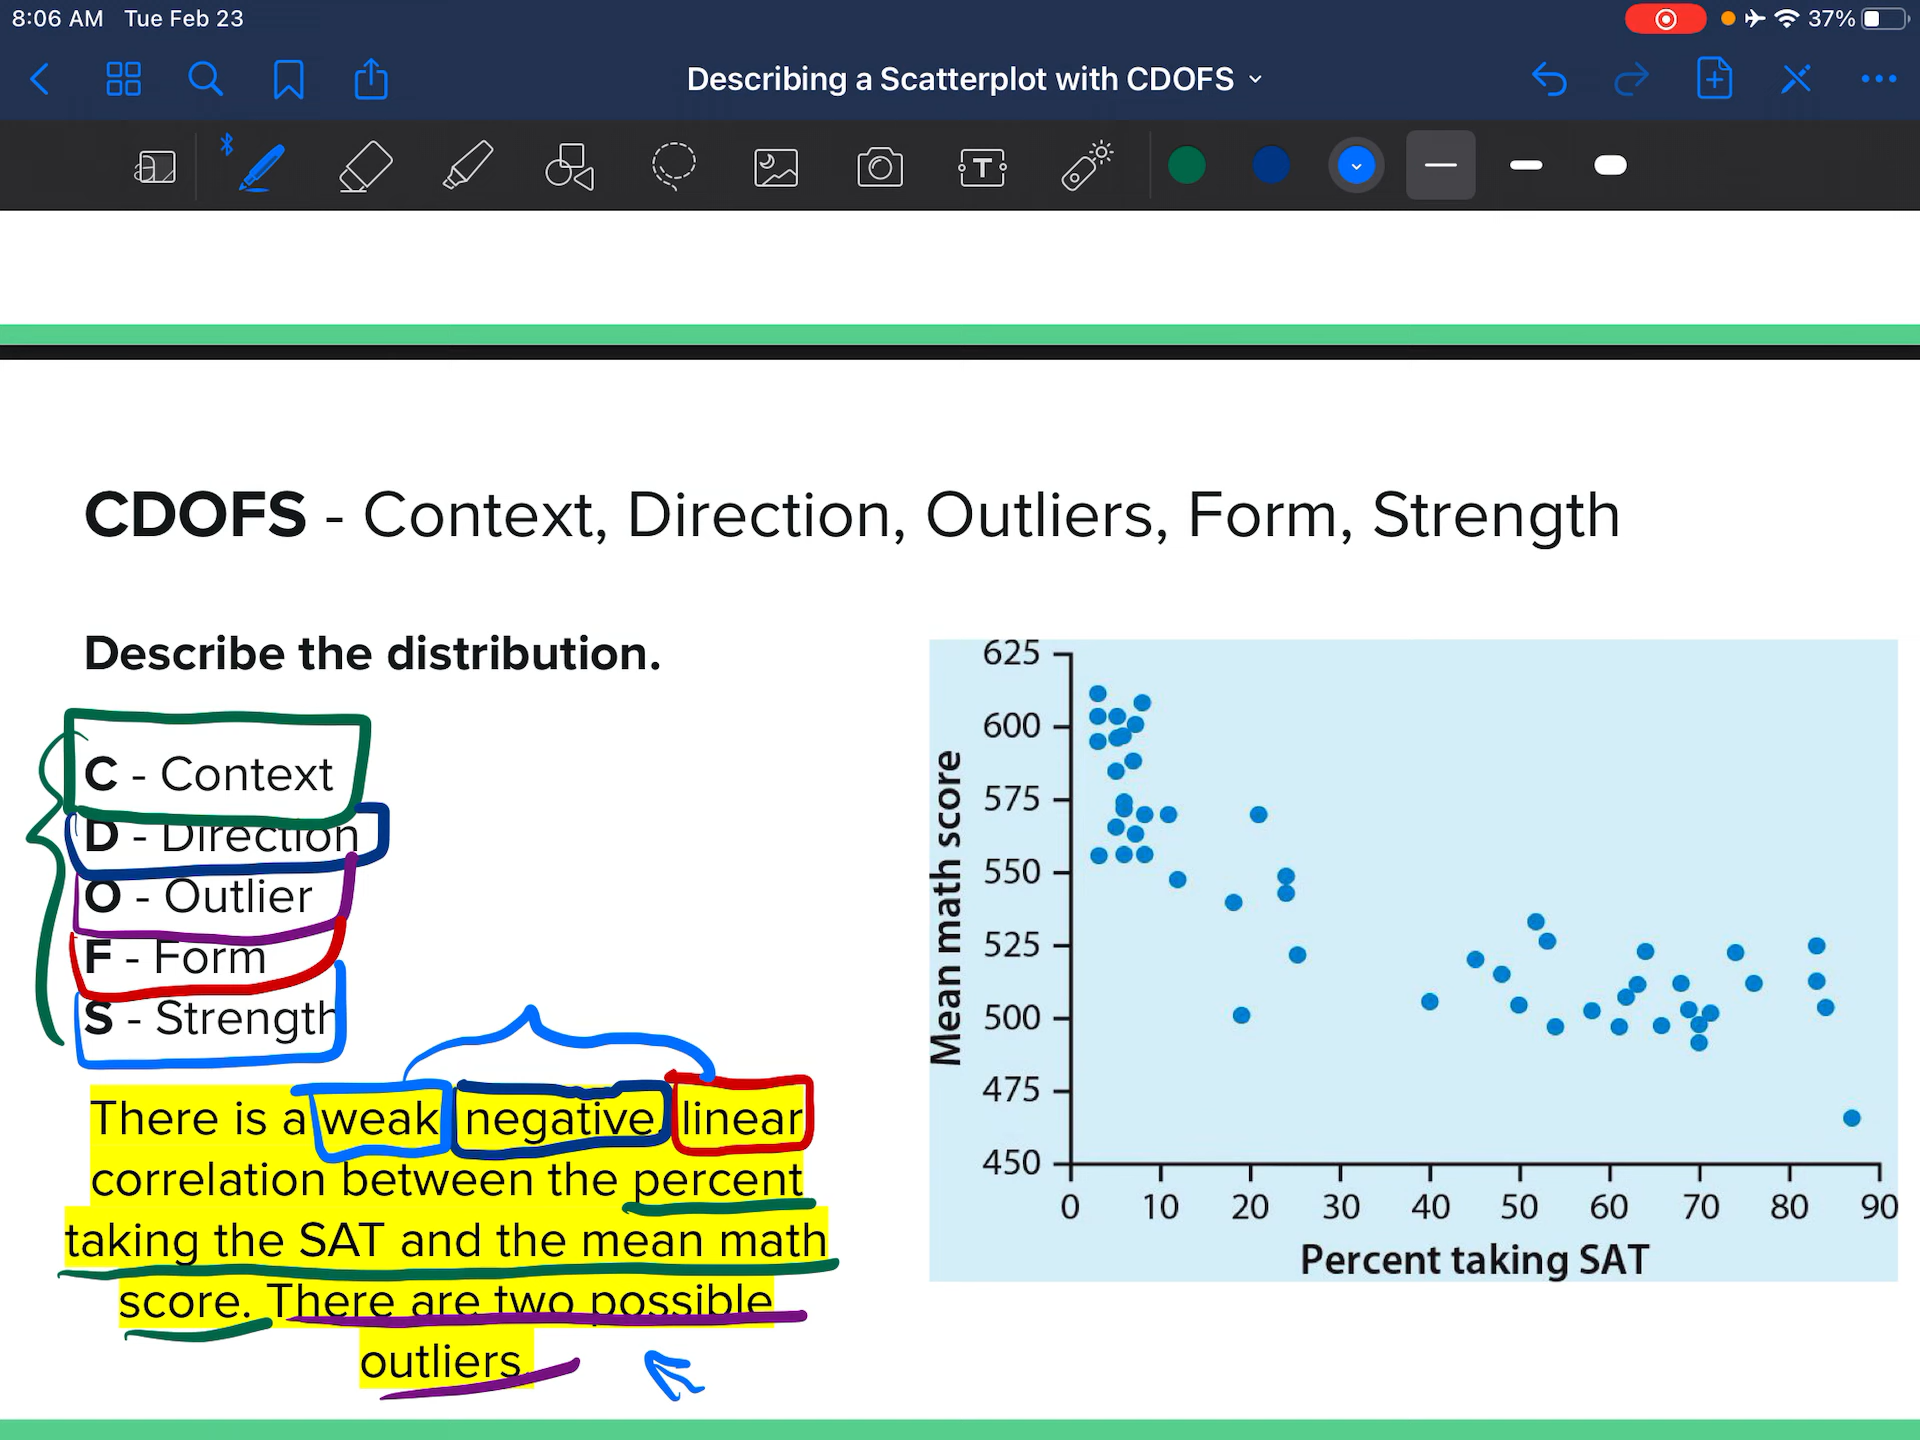 8:06 AM Tue Feb 23
37%
Describing a Scatterplot with CDOFS
T
CDOFS - Context, Direction, Outliers, Form, Strength
Describe the distribution.
C - Context
D - Direction
O - Outlier
F - Form
S - Strength
There is a weak negative linear
correlation between the percent
taking the SAT and the mean math
score. There are two possible
outliers.
Mean math score
625
600
575
550
525
500
475
450
0 10 20 30 40 50 60 70 80 90
Percent taking SAT